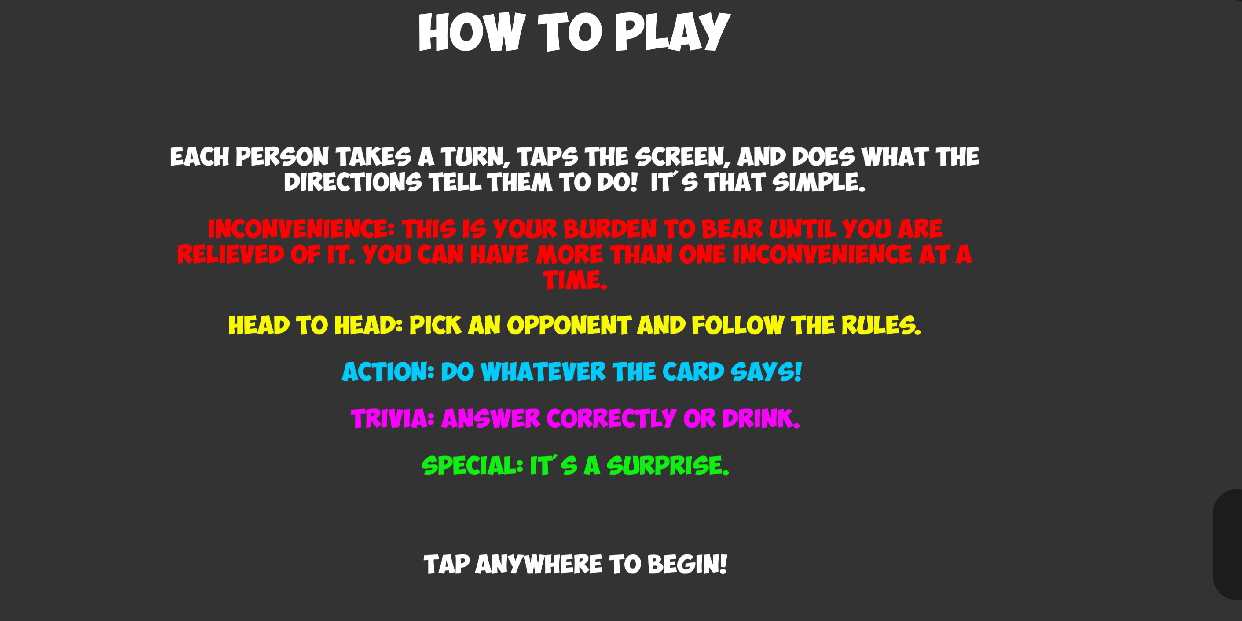 HOW TO PLAY
EACH PERSON TAKES A TURN, TAPS THE SCREEN, AND DOES WHAT THE
DIRECTIONS TELL THEM TO DO! IT´S THAT SIMPLE.
INCONVENIENCE: THIS IS YOUR BURDEN TO BEAR UNTIL YOU ARE
RELIEVED OF IT. YOU CAN HAVE MORE THAN ONE INCONVENIENCE AT A
TIME.
HEAD TO HEAD: PICK AN OPPONENT AND FOLLOW THE RULES.
ACTION: DO WHATEVER THE CARD SAYS!
TRIVIA: ANSWER CORRECTLY OR DRINK.
SPECIAL: IT´S A SURPRISE.
TAP ANYWHERE TO BEGIN!